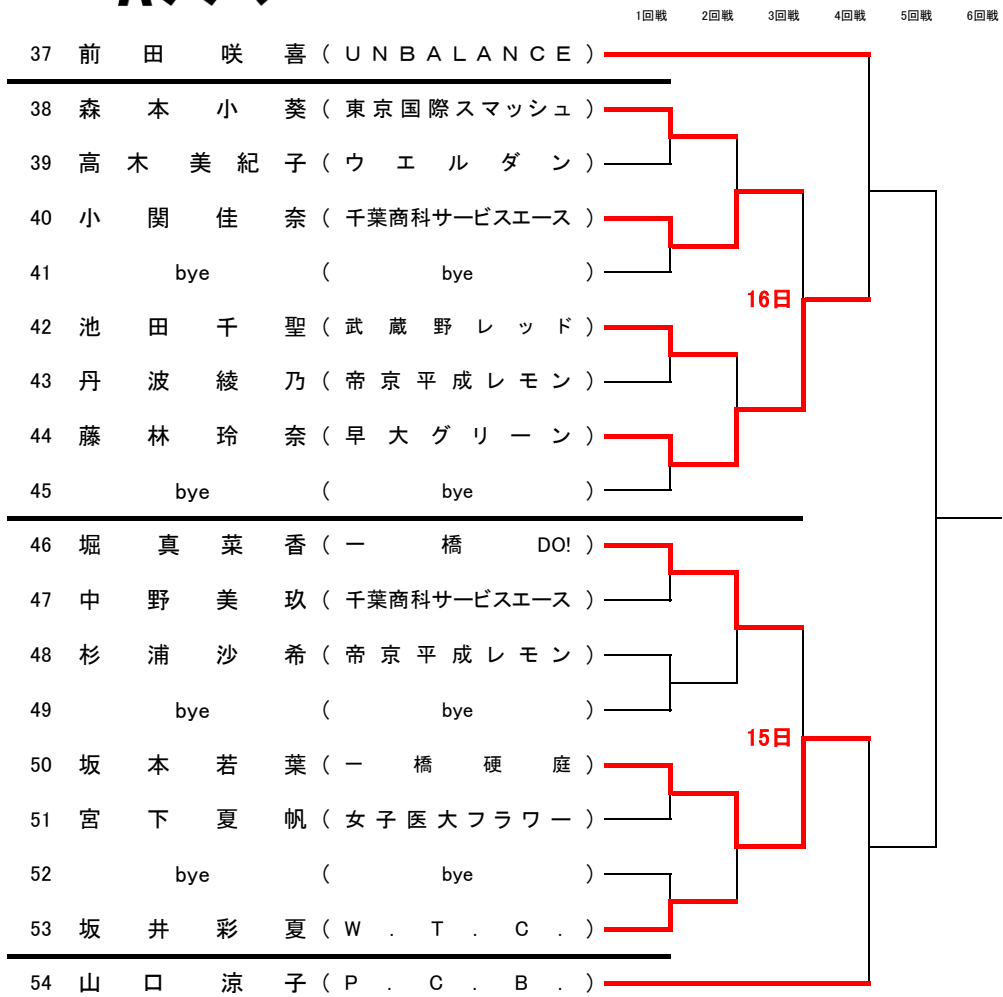 1回戦 2回戦 3回戦 4回戦 5回戦 6回戦
37 前田咲喜 (UNBALANCE)
38 森本小葵 (東京国際スマッシュ)
39 高木美紀子 (ウエルダン)
40 小関佳奈 (千葉商科サービスエース)
41 bye (bye)
16日
42 池田千聖 (武蔵野レッド)
43 丹波綾乃 (帝京平成レモン)
44 藤林玲奈 (早大グリーン)
45 bye (bye)
46 堀真菜香 (一橋DO!)
47 中野美玖 (千葉商科サービスエース)
48 杉浦沙希 (帝京平成レモン)
49 bye (bye)
15日
50 坂本若葉 (一橋硬庭)
51 宮下夏帆 (女子医大フラワー)
52 bye (bye)
53 坂井彩夏 (W.T.C.)
54 山口涼子 (P.C.B.)